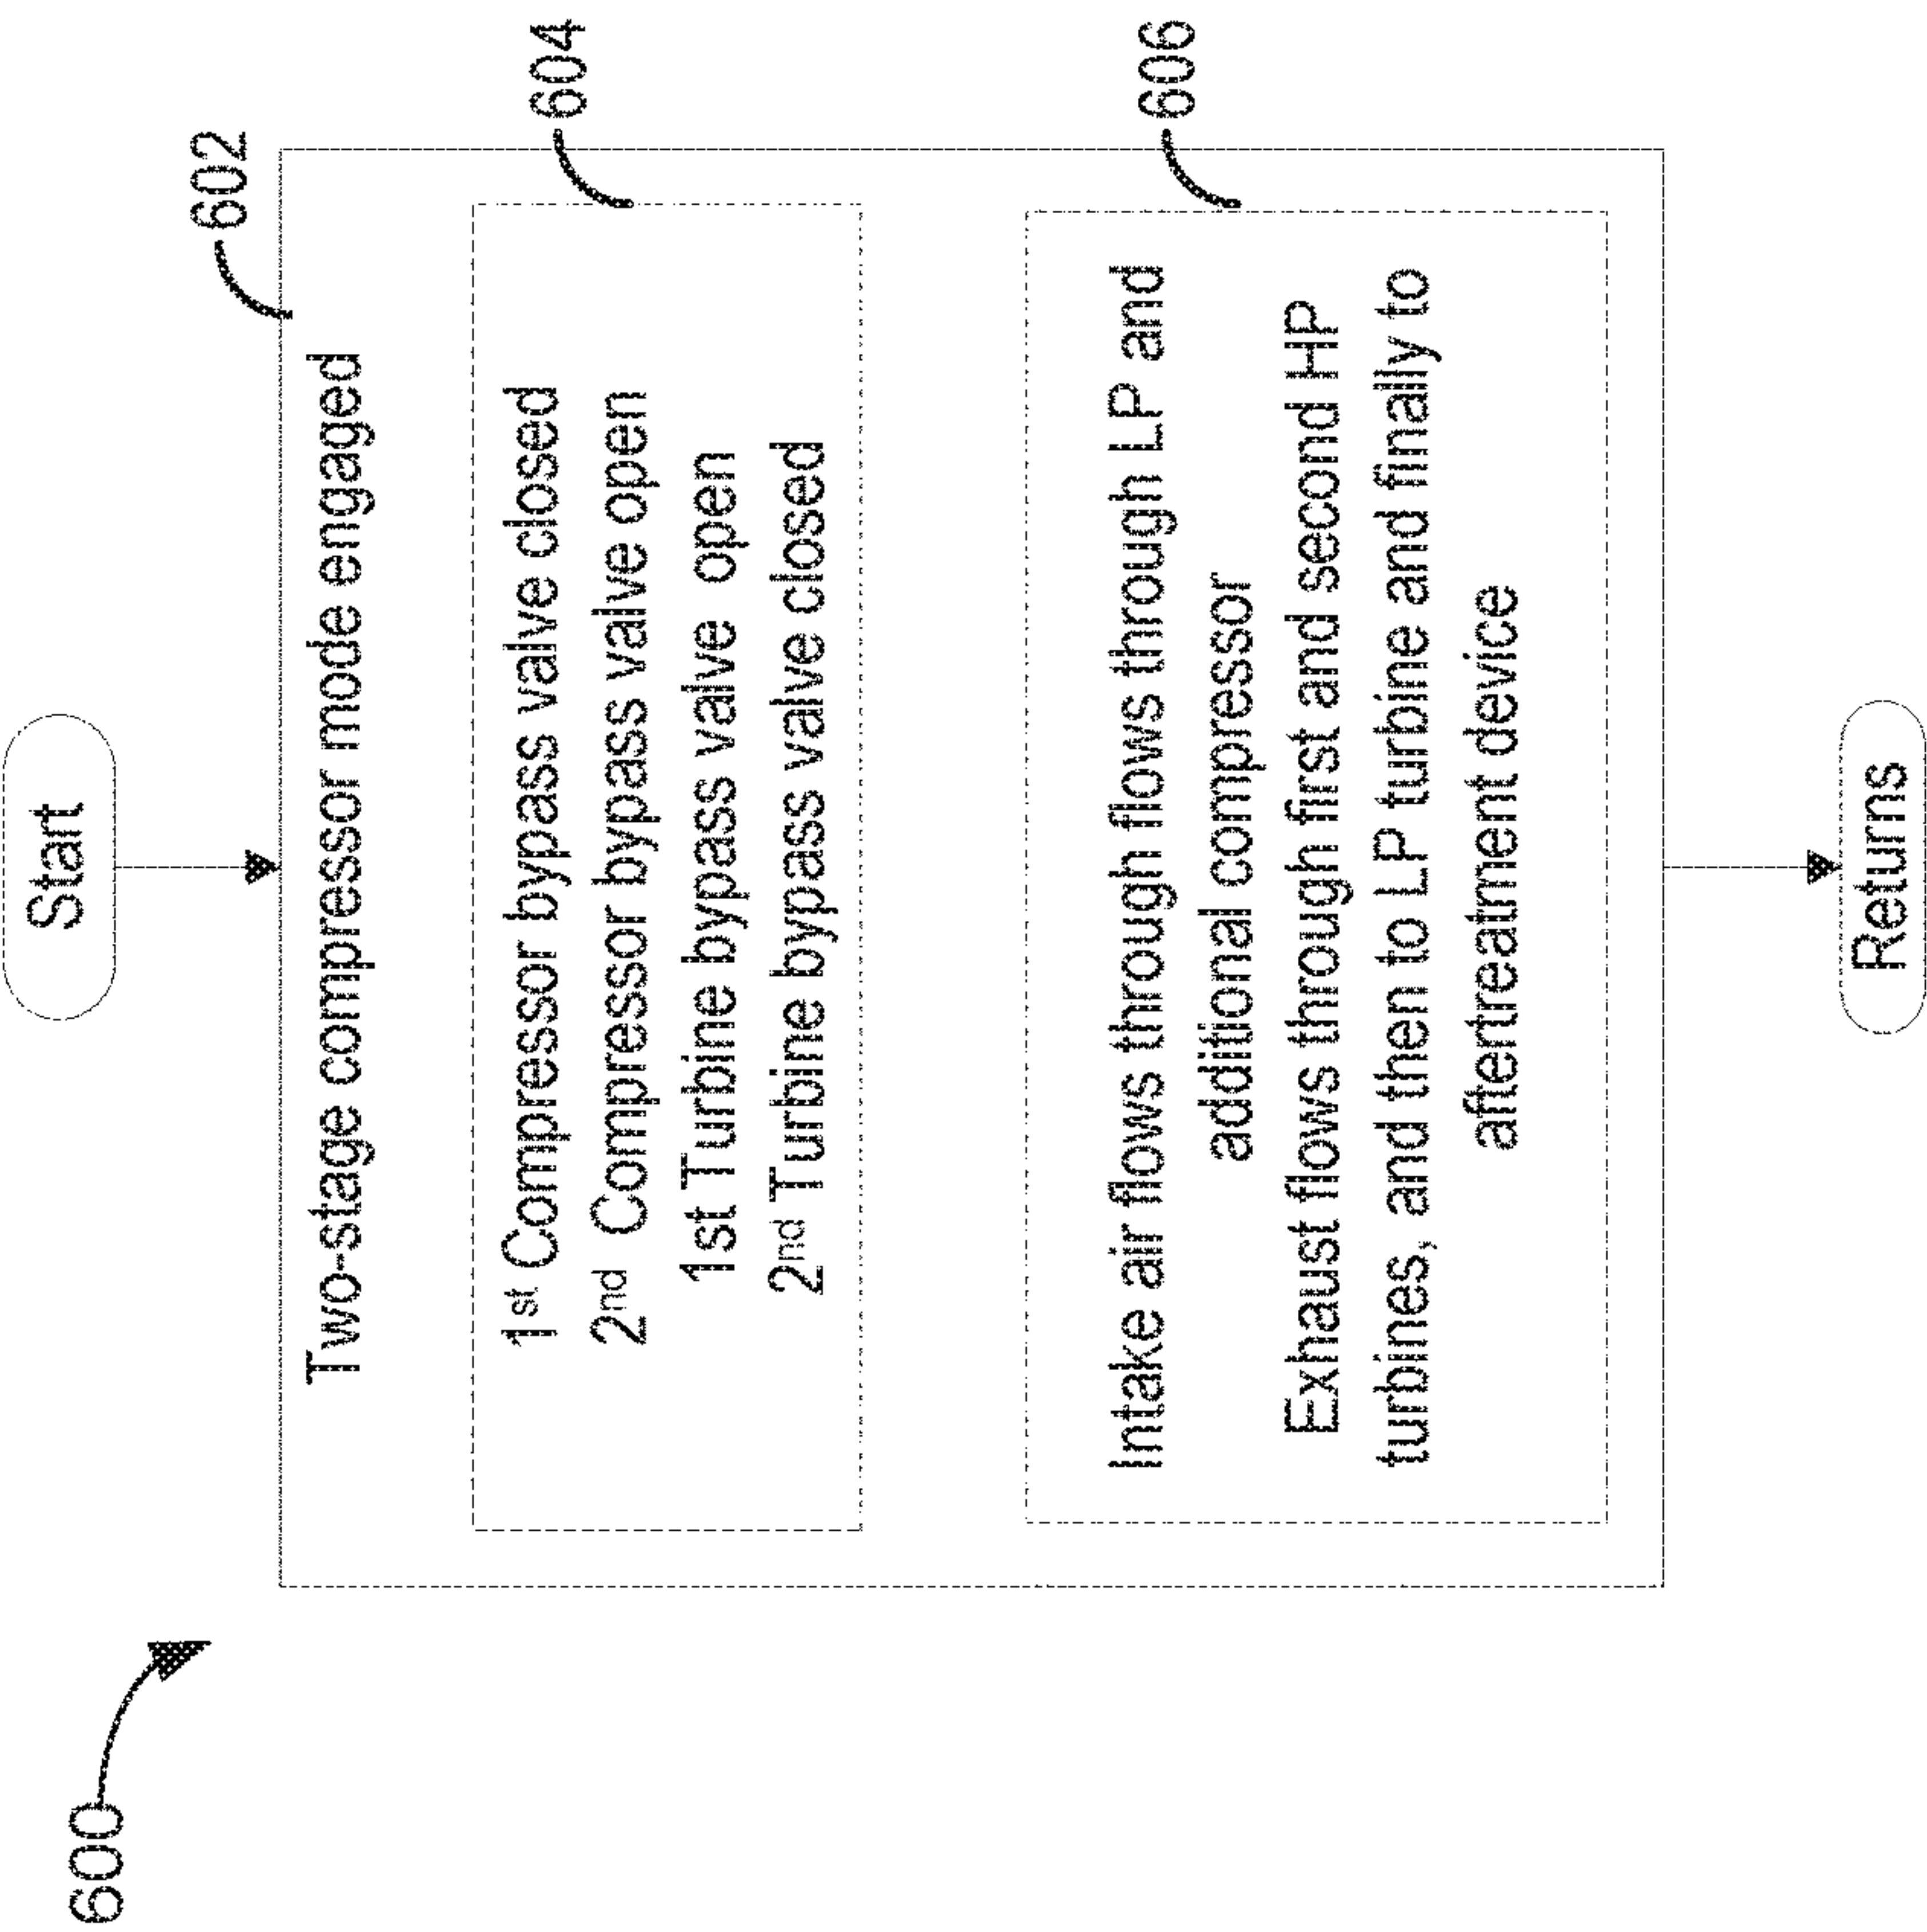 600
Start
602
Two-stage compressor mode engaged
604
1st Compressor bypass valve closed
2nd Compressor bypass valve open
1st Turbine bypass valve open
2nd Turbine bypass valve closed
606
Intake air flows through flows through LP and
additional compressor
Exhaust flows through first and second HP
turbines, and then to LP turbine and finally to
aftertreatment device
Returns